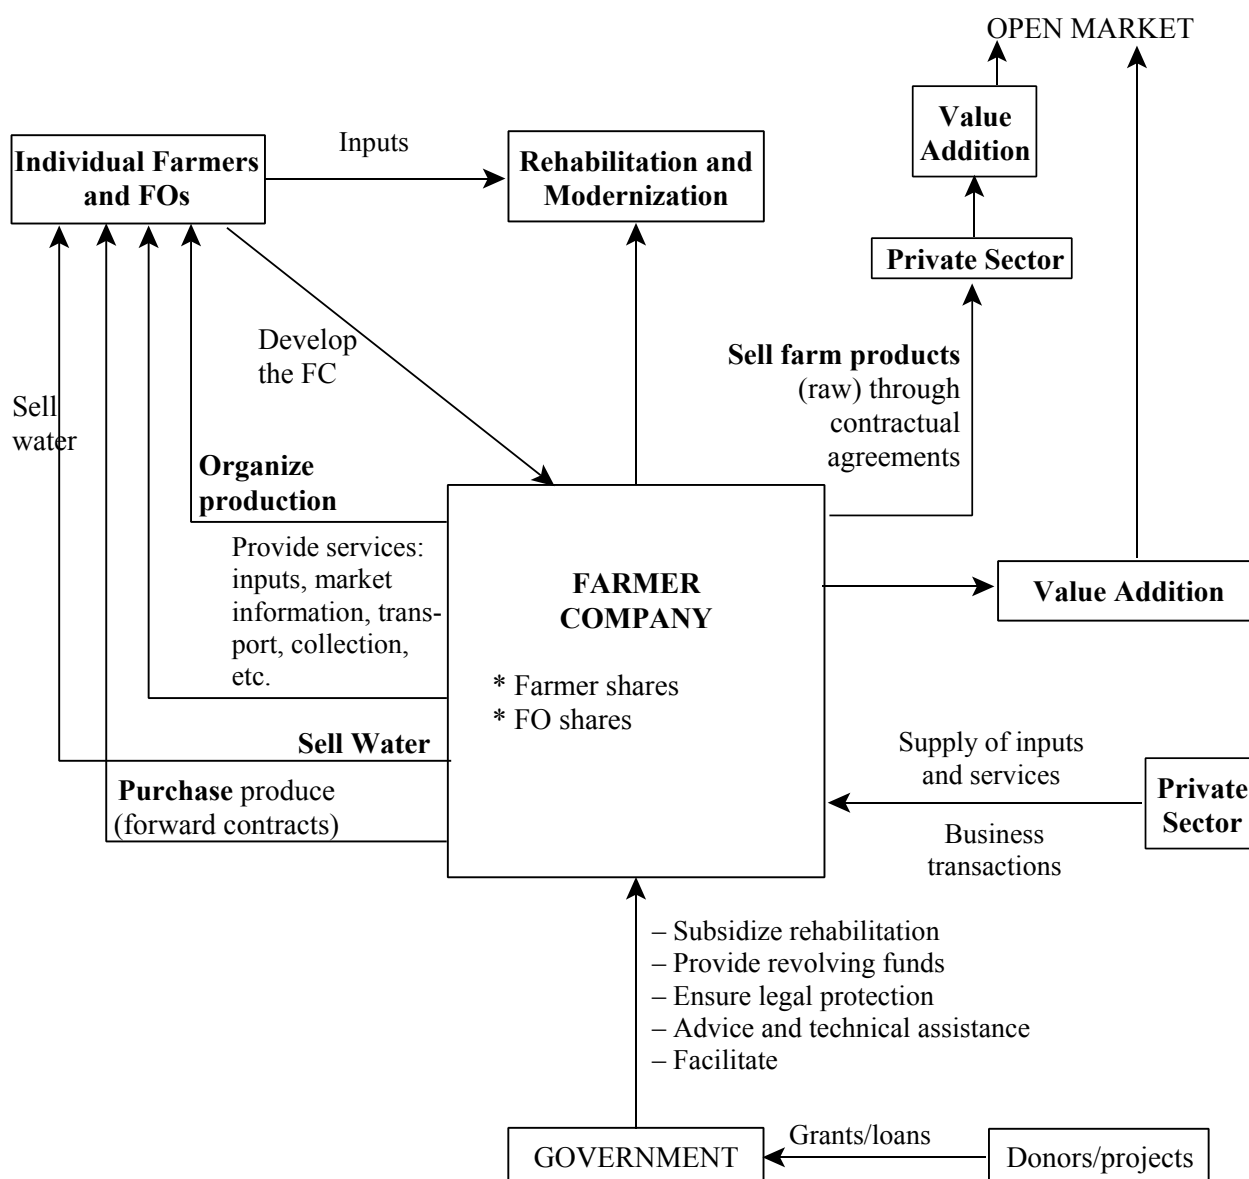 OPEN MARKET
Value
Addition
Individual Farmers
and FOs
Inputs
Rehabilitation and
Modernization
Private Sector
Develop
the FC
Sell farm products
(raw) through
contractual
agreements
Sell
water
Organize
production
Provide services:
inputs, market
information, trans-
port, collection,
etc.
FARMER
COMPANY
* Farmer shares
* FO shares
Value Addition
Sell Water
Purchase produce
(forward contracts)
Supply of inputs
and services
Private
Sector
Business
transactions
– Subsidize rehabilitation
– Provide revolving funds
– Ensure legal protection
– Advice and technical assistance
– Facilitate
GOVERNMENT
Grants/loans
Donors/projects